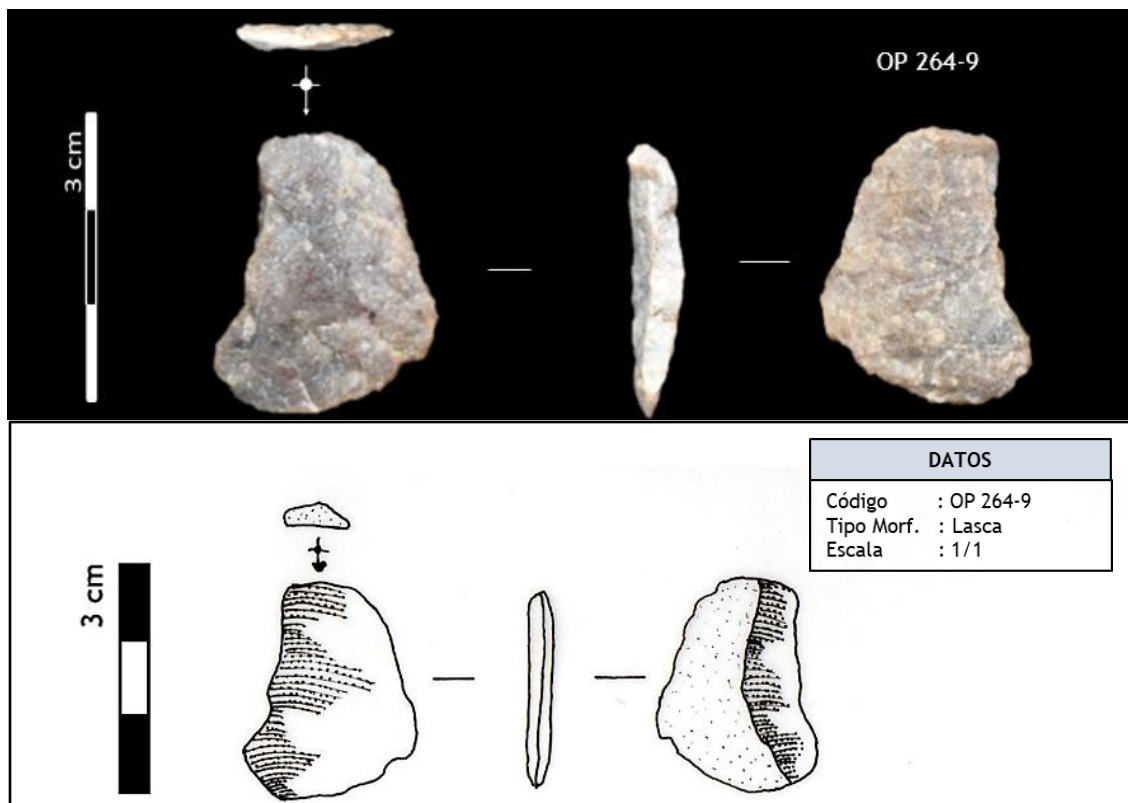 OP 264-9
3 cm
DATOS
Código : OP 264-9
Tipo Morf. : Lasca
Escala : 1/1
3 cm